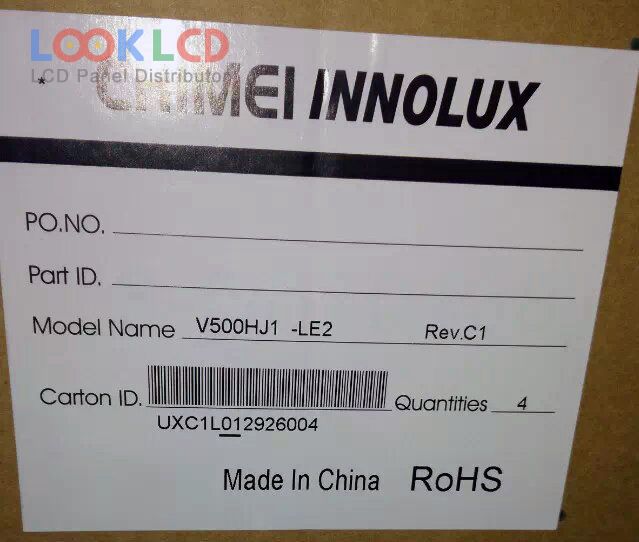 LOOKLCD
LCD Panel Distributor
*
CHIMEI INNOLUX
PO.NO.
Part ID.
Model Name V500HJ1 -LE2 Rev.C1
Carton ID. Quantities 4
UXC1L012926004
Made In China RoHS